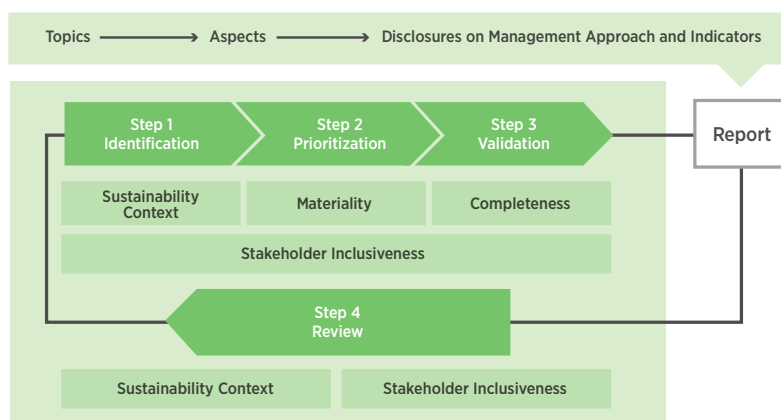 Topics Aspects Disclosures on Management Approach and Indicators
Step 1
Identification
Step 2
Prioritization
Step 3
Validation
Report
Sustainability
Context
Materiality
Completeness
Stakeholder Inclusiveness
Step 4
Review
Sustainability Context
Stakeholder Inclusiveness